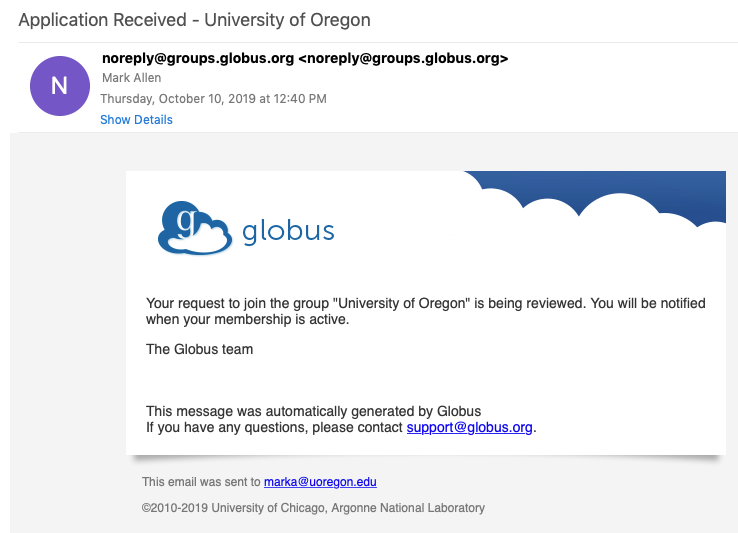 Application Received - University of Oregon
N
noreply@groups.globus.org <noreply@groups.globus.org>
Mark Allen
Thursday, October 10, 2019 at 12:40 PM
Show Details
g
globus
Your request to join the group "University of Oregon" is being reviewed. You will be notified
when your membership is active.
The Globus team
This message was automatically generated by Globus
If you have any questions, please contact support@globus.org.
This email was sent to marka@uoregon.edu
©2010-2019 University of Chicago, Argonne National Laboratory